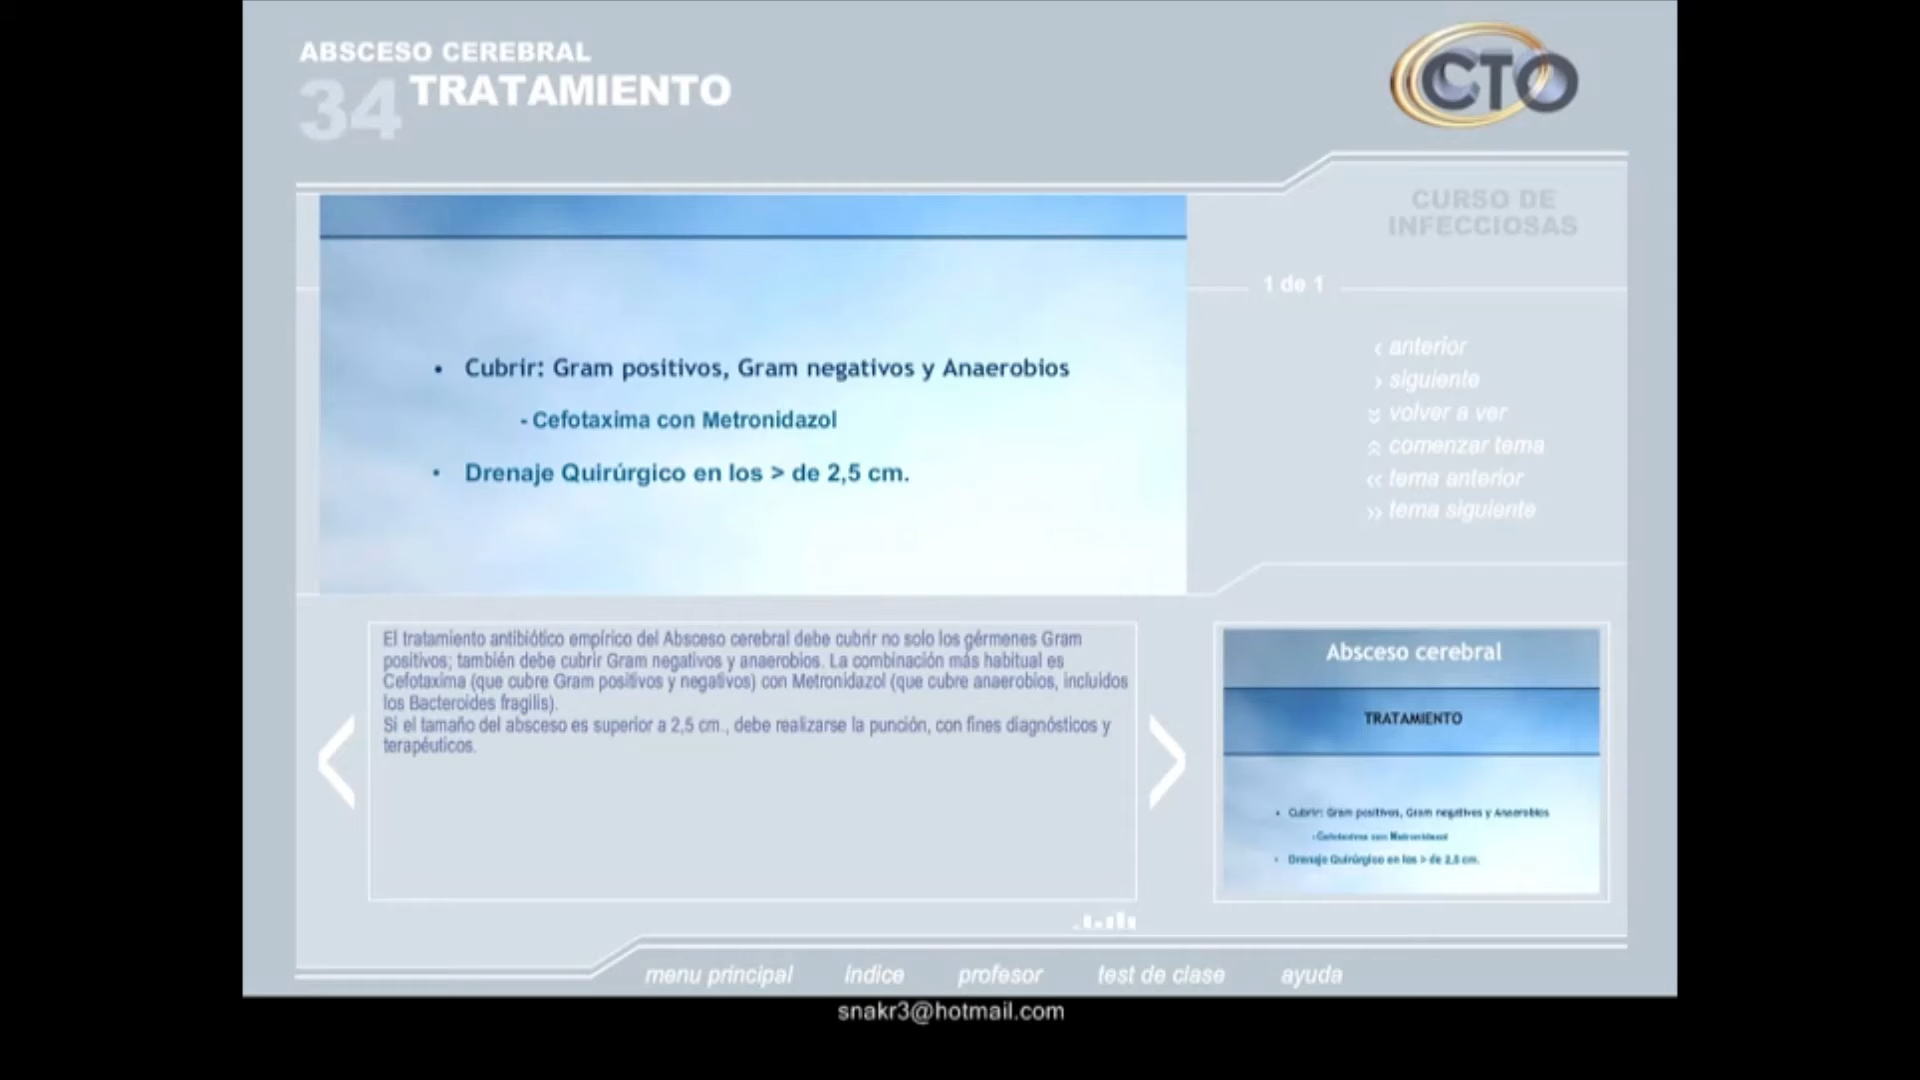 ABSCESO CEREBRAL
34 TRATAMIENTO
CTO
CURSO DE
INFECCIOSAS
1 de 1
‹ anterior
› siguiente
volver a ver
comenzar tema
‹‹ tema anterior
›› tema siguiente
• Cubrir: Gram positivos, Gram negativos y Anaerobios
- Cefotaxima con Metronidazol
• Drenaje Quirúrgico en los > de 2,5 cm.
El tratamiento antibiótico empírico del Absceso cerebral debe cubrir no solo los gérmenes Gram
positivos; también debe cubrir Gram negativos y anaerobios. La combinación más habitual es
Cefotaxima (que cubre Gram positivos y negativos) con Metronidazol (que cubre anaerobios, incluidos
los Bacteroides fragilis).
Si el tamaño del absceso es superior a 2,5 cm., debe realizarse la punción, con fines diagnósticos y
terapéuticos.
Absceso cerebral
TRATAMIENTO
• Cubrir: Gram positivos, Gram negativos y Anaerobios
- Cefotaxima con Metronidazol
• Drenaje Quirúrgico en los > de 2,5 cm.
menu principal índice profesor test de clase ayuda
snakr3@hotmail.com